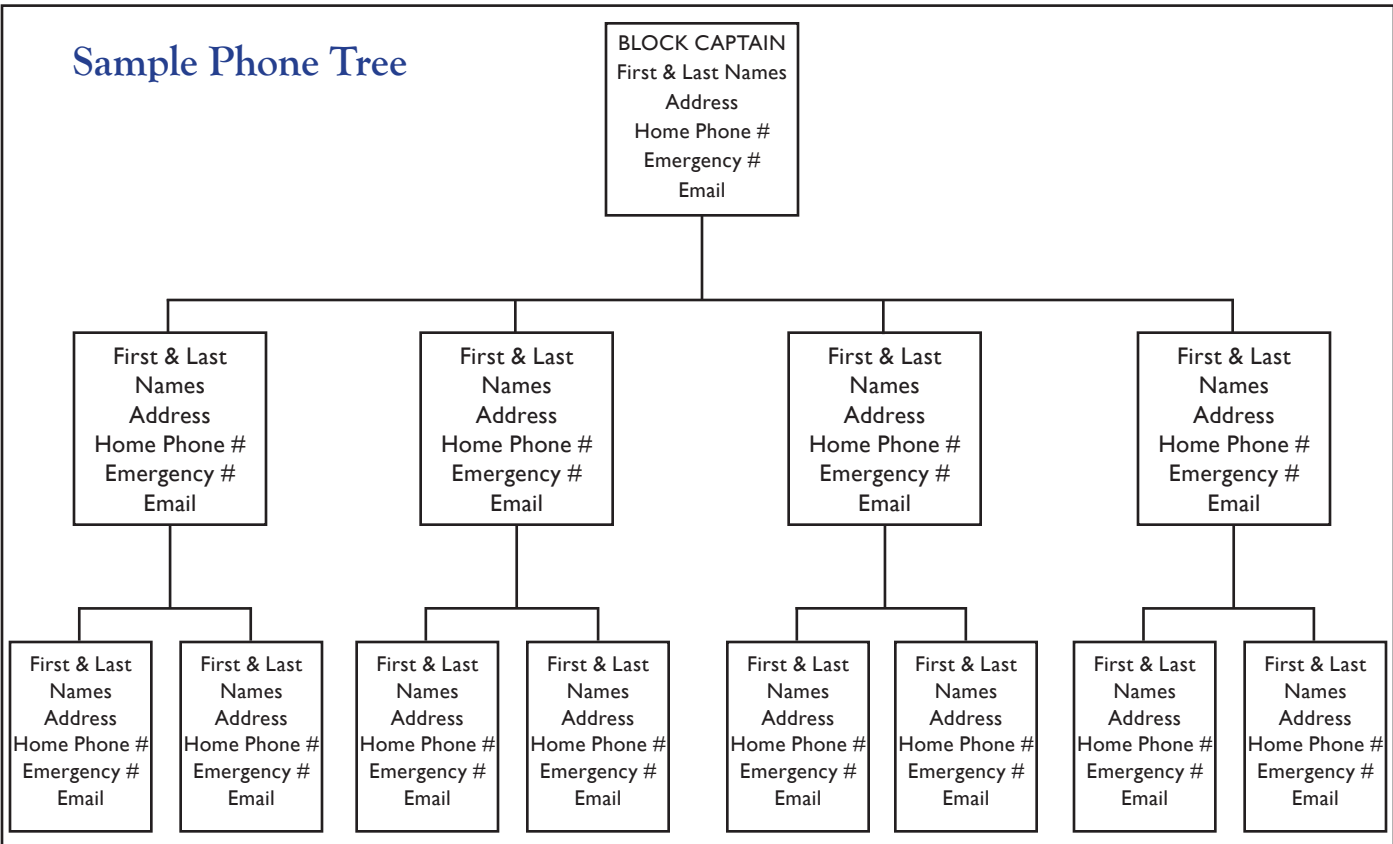 Sample Phone Tree
BLOCK CAPTAIN
First & Last Names
Address
Home Phone #
Emergency #
Email
First & Last
Names
Address
Home Phone #
Emergency #
Email
First & Last
Names
Address
Home Phone #
Emergency #
Email
First & Last
Names
Address
Home Phone #
Emergency #
Email
First & Last
Names
Address
Home Phone #
Emergency #
Email
First & Last
Names
Address
Home Phone #
Emergency #
Email
First & Last
Names
Address
Home Phone #
Emergency #
Email
First & Last
Names
Address
Home Phone #
Emergency #
Email
First & Last
Names
Address
Home Phone #
Emergency #
Email
First & Last
Names
Address
Home Phone #
Emergency #
Email
First & Last
Names
Address
Home Phone #
Emergency #
Email
First & Last
Names
Address
Home Phone #
Emergency #
Email
First & Last
Names
Address
Home Phone #
Emergency #
Email